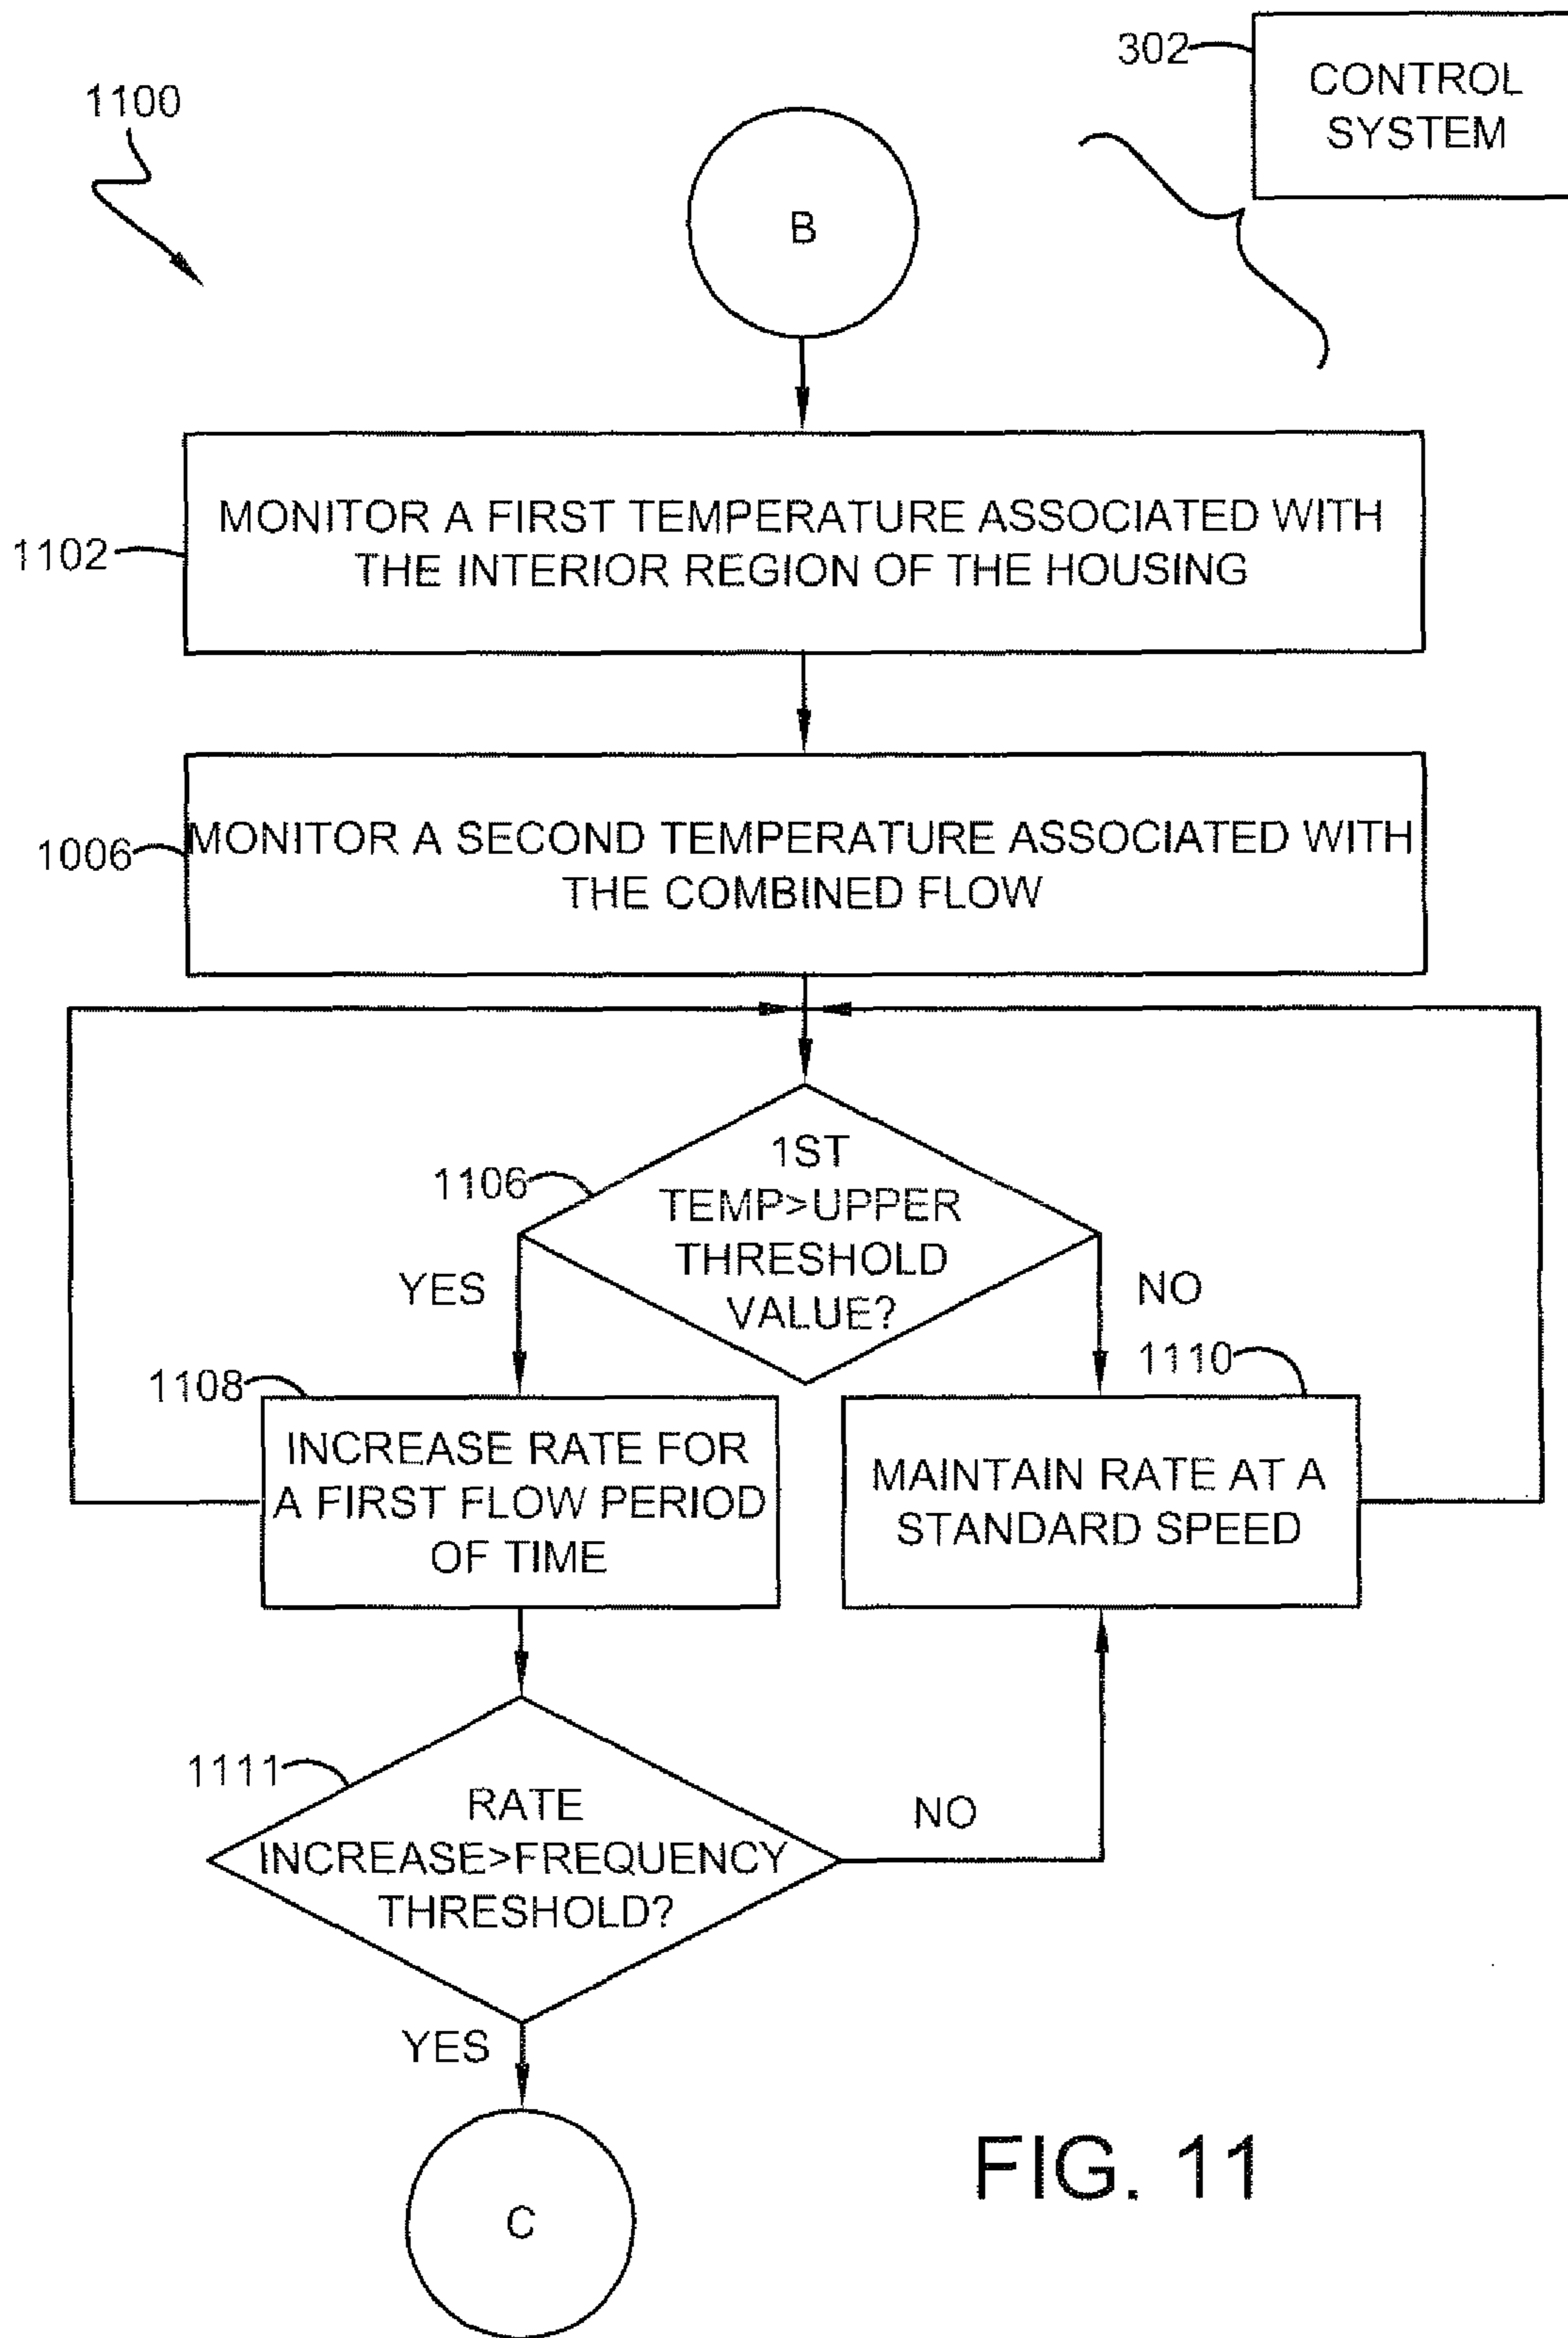 302
CONTROL
SYSTEM
1100
B
MONITOR A FIRST TEMPERATURE ASSOCIATED WITH
THE INTERIOR REGION OF THE HOUSING
1102
MONITOR A SECOND TEMPERATURE ASSOCIATED WITH
THE COMBINED FLOW
1006
1106
1ST
TEMP>UPPER
THRESHOLD
VALUE?
YES
NO
1108
1110
INCREASE RATE FOR
A FIRST FLOW PERIOD
OF TIME
MAINTAIN RATE AT A
STANDARD SPEED
1111
RATE
INCREASE>FREQUENCY
THRESHOLD?
NO
YES
C
FIG. 11